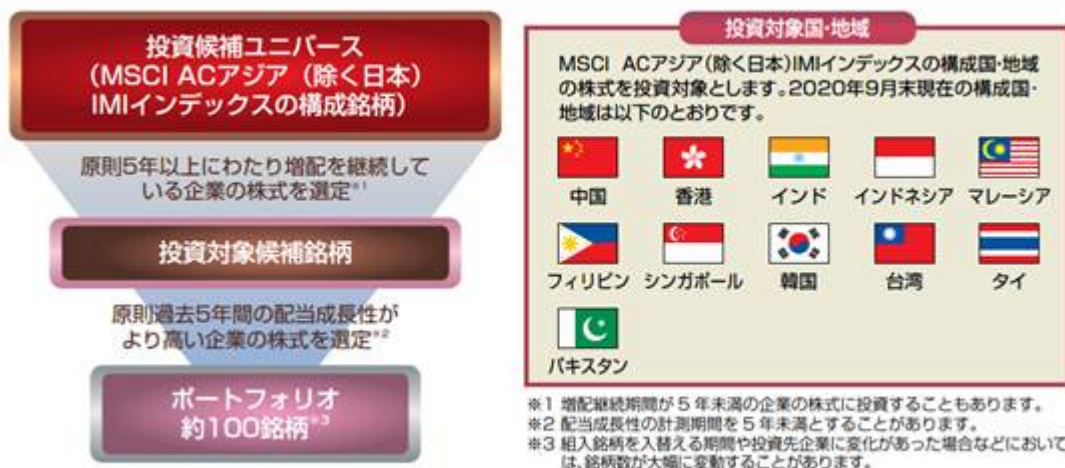 投資候補ユニバース
(MSCI ACアジア(除く日本)
IMIインデックスの構成銘柄)
原則5年以上にわたり増配を継続して
いる企業の株式を選定※1
投資対象候補銘柄
原則過去5年間の配当成長性が
より高い企業の株式を選定※2
ポートフォリオ
約100銘柄※3
投資対象国・地域
MSCI ACアジア(除く日本)IMIインデックスの構成国・地域
の株式を投資対象とします。2020年9月末現在の構成国・
地域は以下のとおりです。
中国 香港 インド インドネシア マレーシア
フィリピン シンガポール 韓国 台湾 タイ
パキスタン
※1 増配継続期間が5年未満の企業の株式に投資することもあります。
※2 配当成長性の計測期間を5年未満とすることがあります。
※3 組入銘柄を入替える期間や投資先企業に変化があった場合などにおいて
は、銘柄数が大幅に変動することがあります。